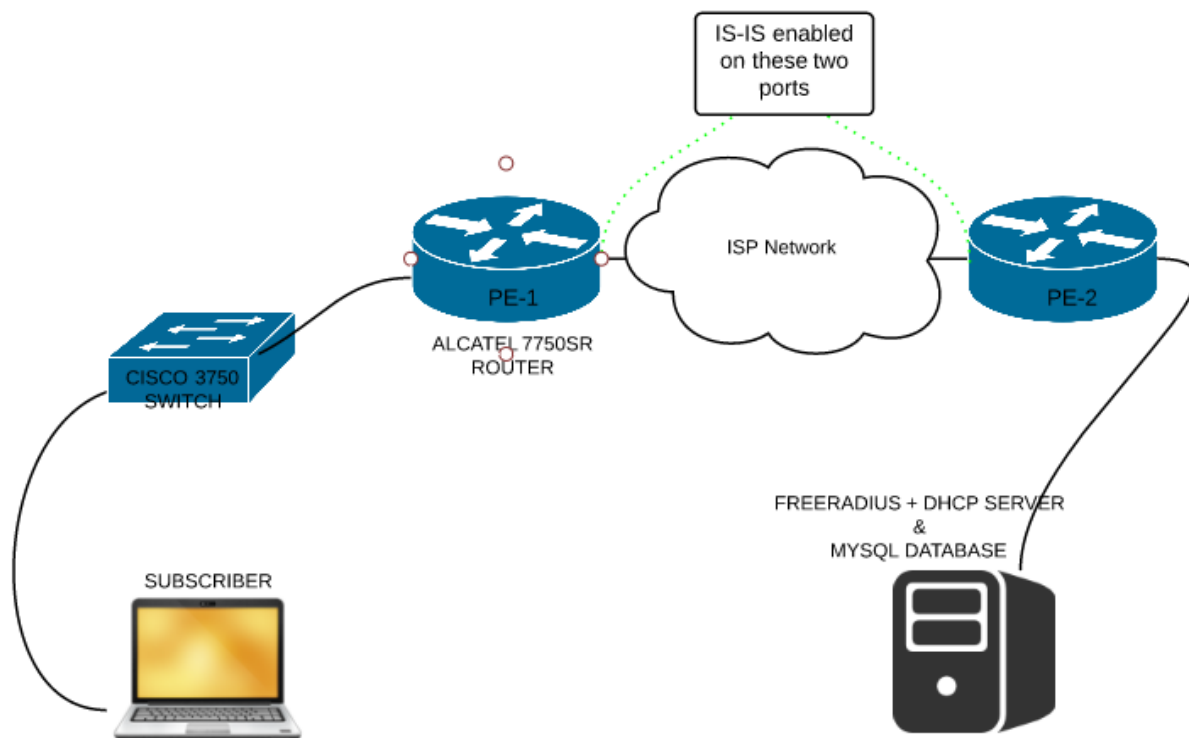 IS-IS enabled
on these two
ports
ISP Network
PE-1
PE-2
ALCATEL 7750SR
ROUTER
CISCO 3750
SWITCH
FREERADIUS + DHCP SERVER
&
MYSQL DATABASE
SUBSCRIBER